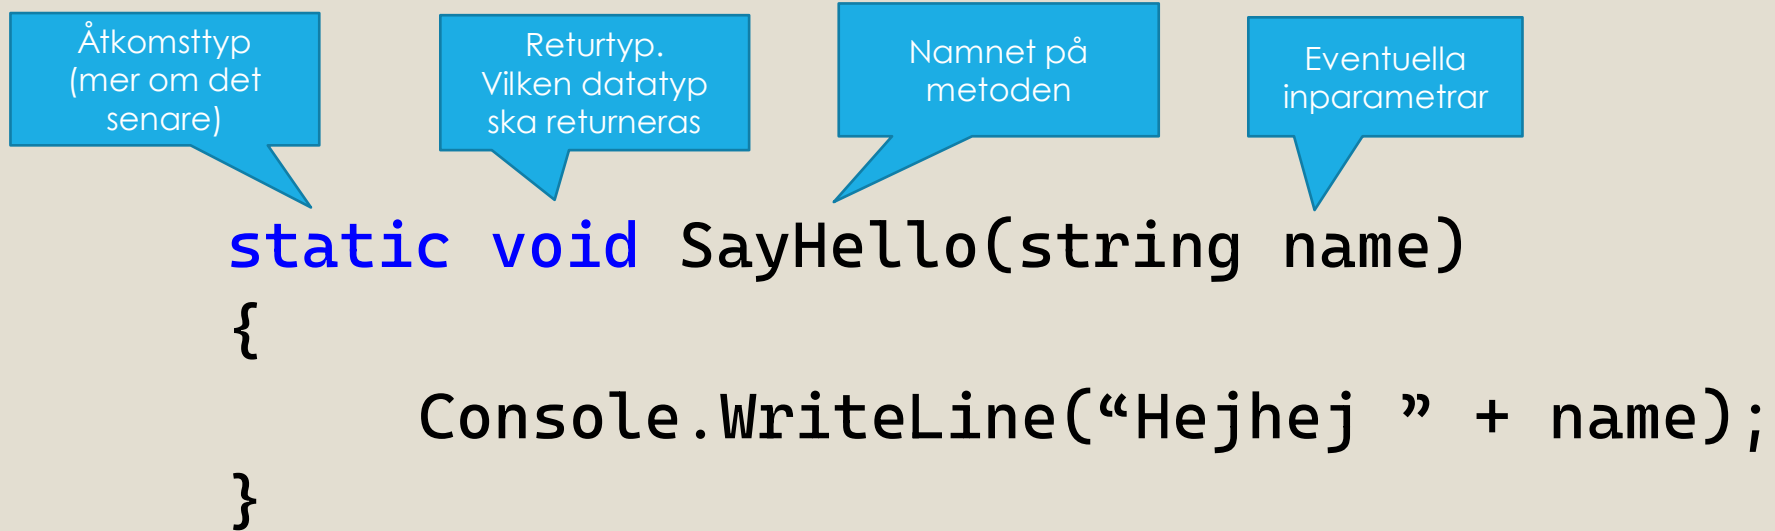 Åtkomsttyp
(mer om det
senare)
Returtyp.
Vilken datatyp
ska returneras
Namnet på
metoden
Eventuella
inparametrar
static void SayHello(string name)
{
Console.WriteLine(“Hejhej ” + name);
}